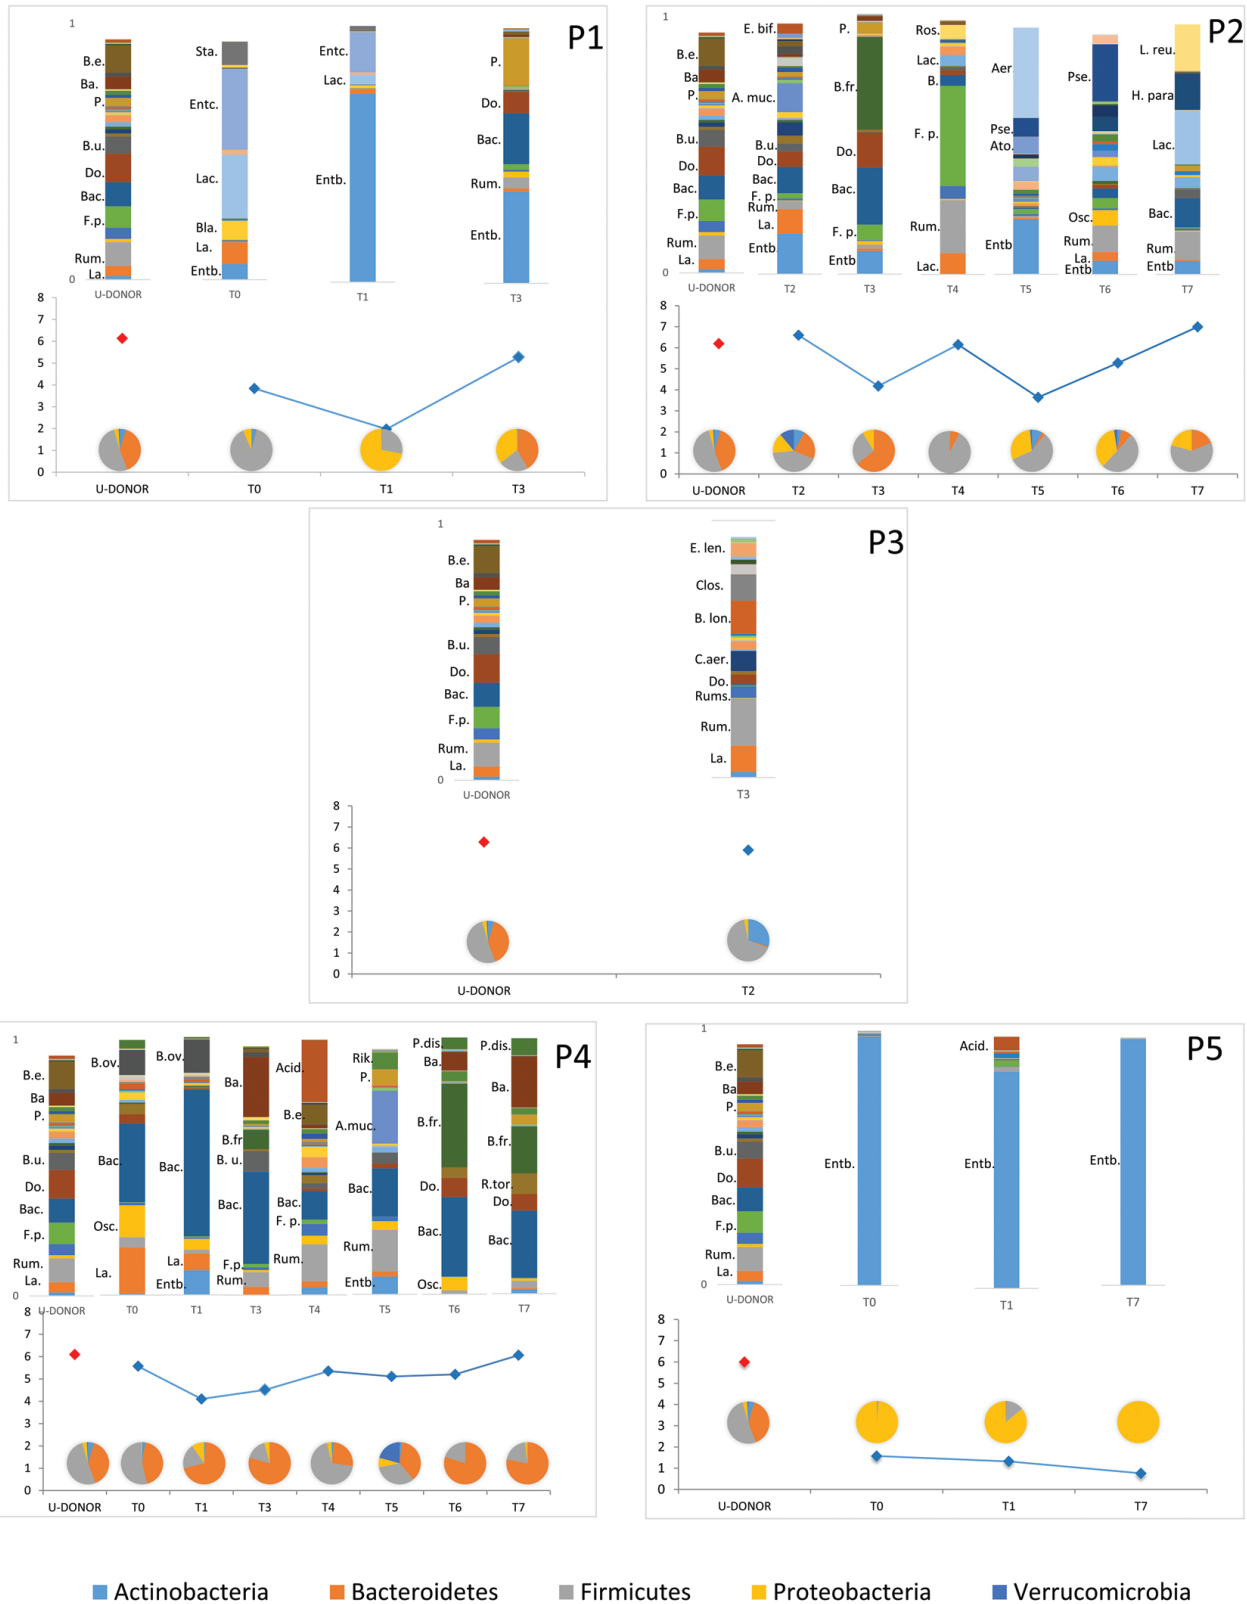 P1
1
0
B.e.
Ba.
P.
B.u.
Do.
Bac.
F.p.
Rum.
La.
Sta.
Entc.
Lac.
Bla.
La.
Entb.
Entc.
Lac.
Entb.
P.
Do.
Bac.
Rum.
Entb.
U-DONOR T0 T1 T3
8
7
6
5
4
3
2
1
0
U-DONOR T0 T1 T3
P2
1
0
B.e.
Ba
P.
B.u.
Do.
Bac.
F.p.
Rum.
La.
E. bif.
A. muc.
B.u.
Do.
Bac.
F. p.
Rum.
La.
Entb.
P.
B.fr.
Do.
Bac.
F. p.
Entb
Ros.
Lac.
B.
F. p.
Rum.
Lac.
Aer.
Pse.
Ato.
Entb
Pse.
Osc.
Rum.
La.
Entb
L. reu.
H. para
Lac.
Bac.
Rum.
Entb
U-DONOR T2 T3 T4 T5 T6 T7
8
7
6
5
4
3
2
1
0
U-DONOR T2 T3 T4 T5 T6 T7
P3
1
0
B.e.
Ba
P.
B.u.
Do.
Bac.
F.p.
Rum.
La.
E. len.
Clos.
B. lon.
C.aer.
Do.
Rums.
Rum.
La.
U-DONOR T3
8
7
6
5
4
3
2
1
0
U-DONOR T2
P4
1
0
B.e.
Ba
P.
B.u.
Do.
Bac.
F.p.
Rum.
La.
B.ov.
Bac.
Osc.
La.
B.ov.
Bac.
La.
Entb.
Ba.
B.fr
B. u.
Bac.
F.p.
Rum.
Acid.
B.e.
Bac.
F. p.
Rum.
Rik.
P.
A.muc.
Bac.
Rum.
Entb.
P.dis.
Ba.
B.fr.
Do.
Bac.
Osc.
P.dis.
Ba.
B.fr.
R.tor.
Do.
Bac.
U-DONOR T0 T1 T3 T4 T5 T6 T7
8
7
6
5
4
3
2
1
0
U-DONOR T0 T1 T3 T4 T5 T6 T7
P5
1
0
B.e.
Ba
P.
B.u.
Do.
Bac.
F.p.
Rum.
La.
Entb.
Acid.
Entb.
Entb.
U-DONOR T0 T1 T7
8
7
6
5
4
3
2
1
0
U-DONOR T0 T1 T7
Actinobacteria Bacteroidetes Firmicutes Proteobacteria Verrucomicrobia